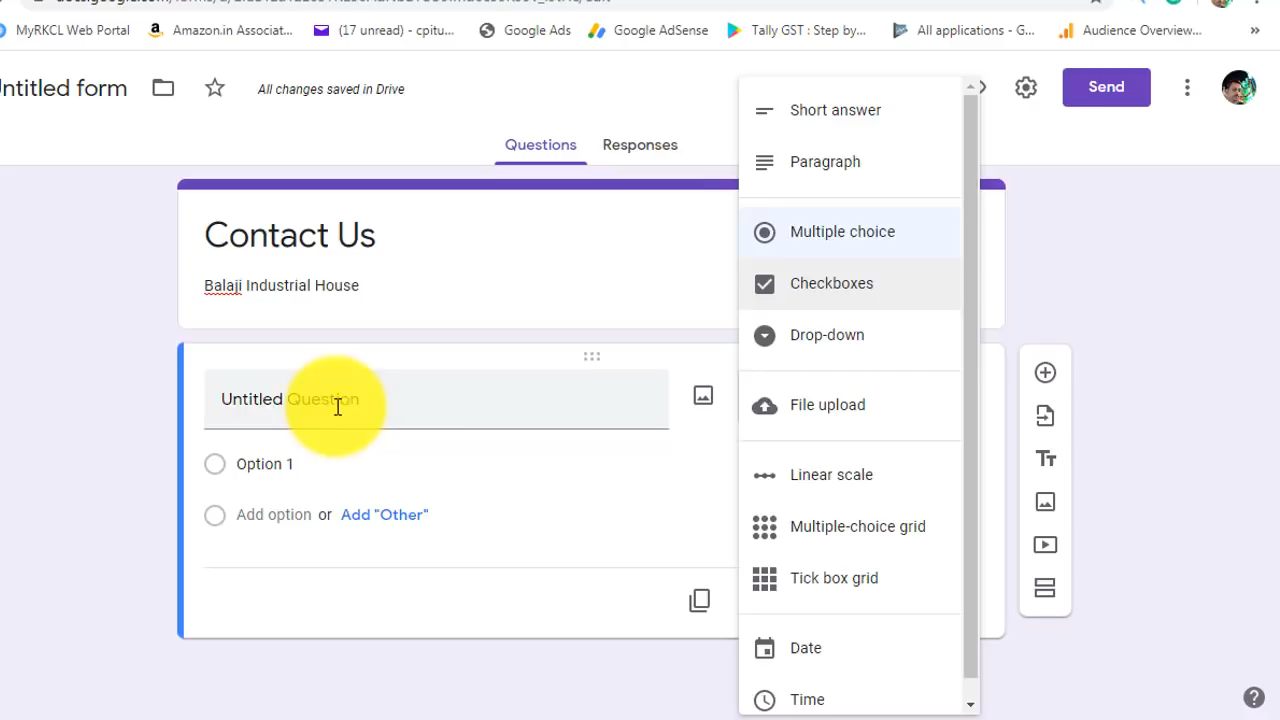 MyRKCL Web Portal
Amazon.in Associat...
(17 unread) - cpitu...
Google Ads
Google AdSense
Tally GST : Step by...
All applications - G...
Audience Overview...
»
ntitled form
All changes saved in Drive
Send
Questions
Responses
Contact Us
Balaji Industrial House
Untitled Question
Option 1
Add option or Add "Other"
Short answer
Paragraph
Multiple choice
Checkboxes
Drop-down
File upload
Linear scale
Multiple-choice grid
Tick box grid
Date
Time